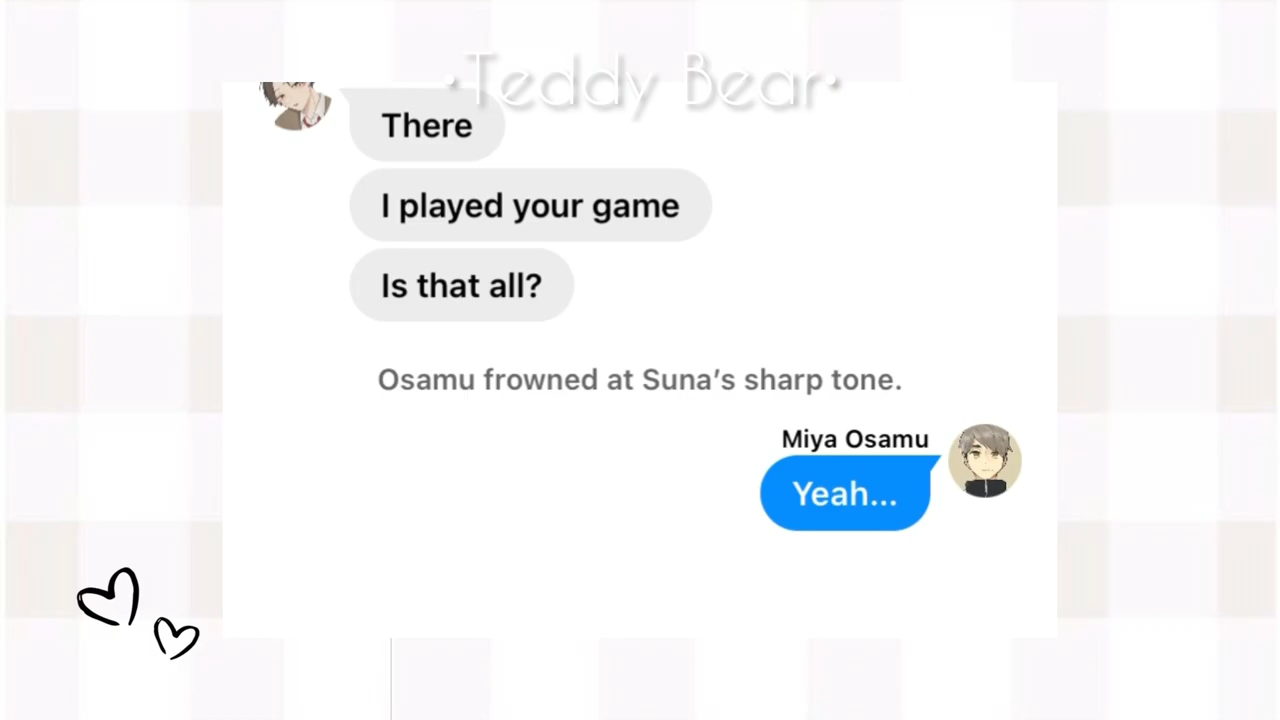 •Teddy Bear•
There
I played your game
Is that all?
Osamu frowned at Suna’s sharp tone.
Miya Osamu
Yeah...